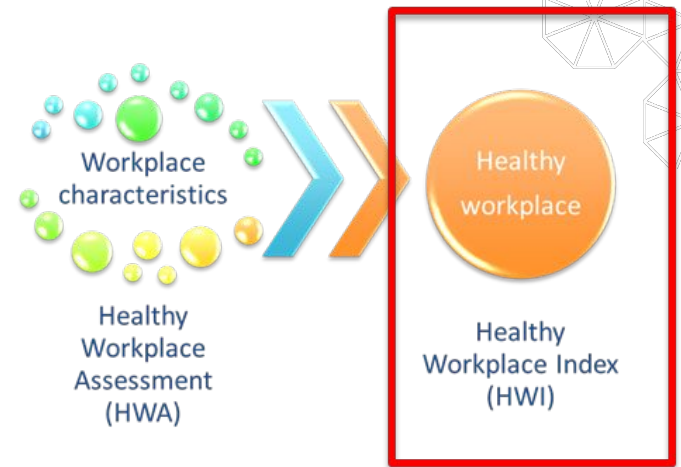 Workplace
characteristics
Healthy
Workplace
Assessment
(HWA)
Healthy
workplace
Healthy
Workplace Index
(HWI)